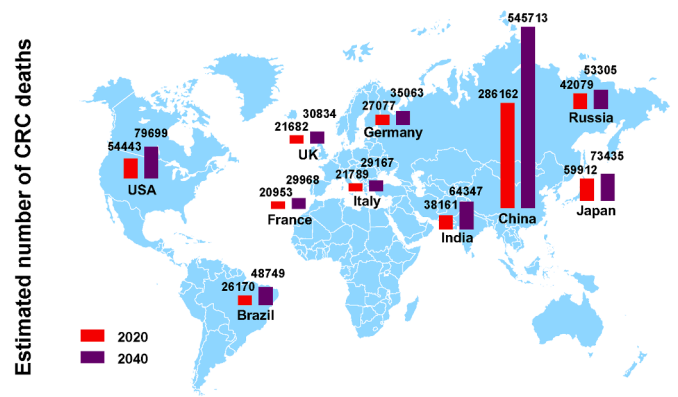 Estimated number of CRC deaths
545713
286162
China
53305
42079
Russia
35063
27077
Germany
30834
21682
UK
79699
54443
USA
29167
21789
Italy
29968
20953
France
64347
38161
India
73435
59912
Japan
48749
26170
Brazil
2020
2040